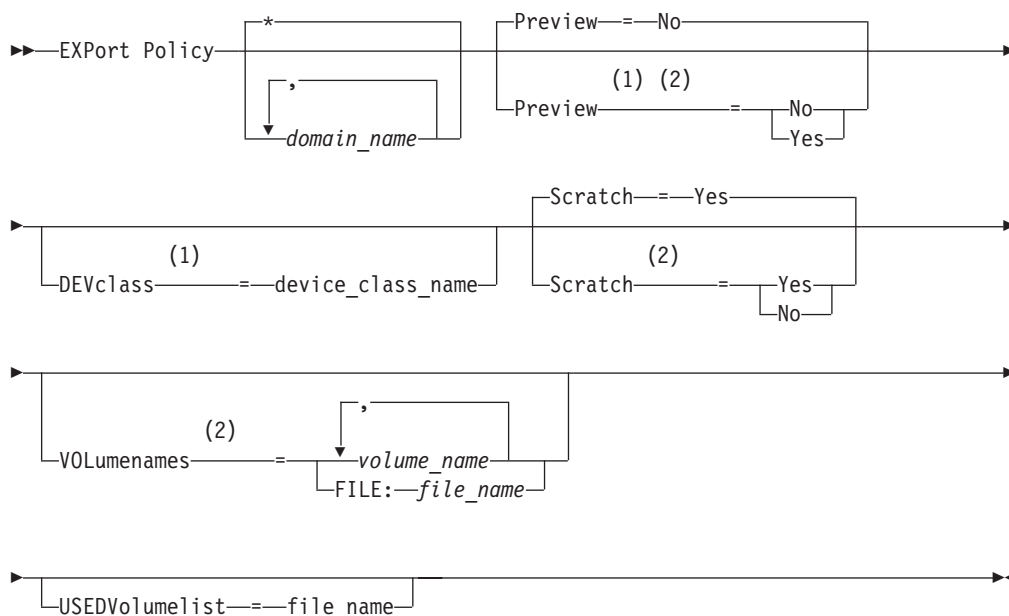 * Preview = No
EXPort Policy
, (1) (2)
domain_name Preview = No
Yes
Scratch = Yes
(1) (2)
DEVclass = device_class_name Scratch = Yes
No
,
(2)
VOLumenames = volume_name
FILE: file_name
USEDVolumelist = file_name